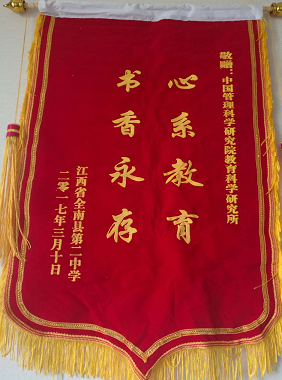 敬赠：中国管理科学研究院教育科学研究所
心系教育
书香永存
江西省全南县第二中学
二零一七年三月十日